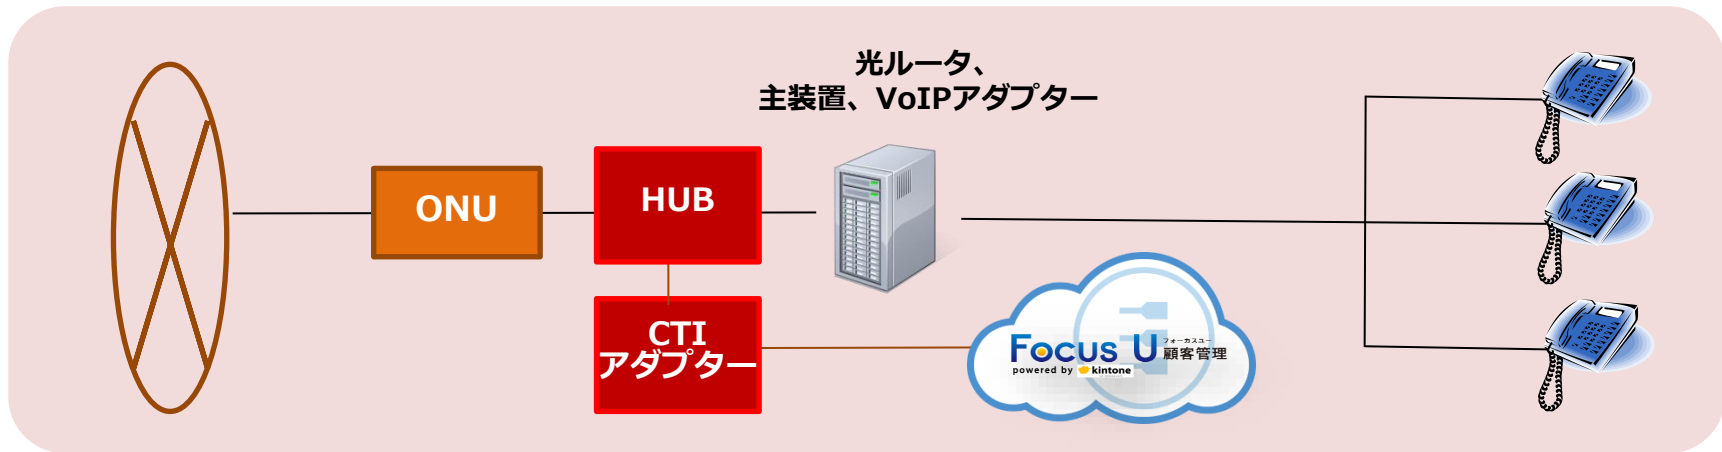 光ルータ、
主装置、VoIPアダプター
ONU
HUB
CTI
アダプター
Focus U
フォーカスユー
顧客管理
powered by kintone